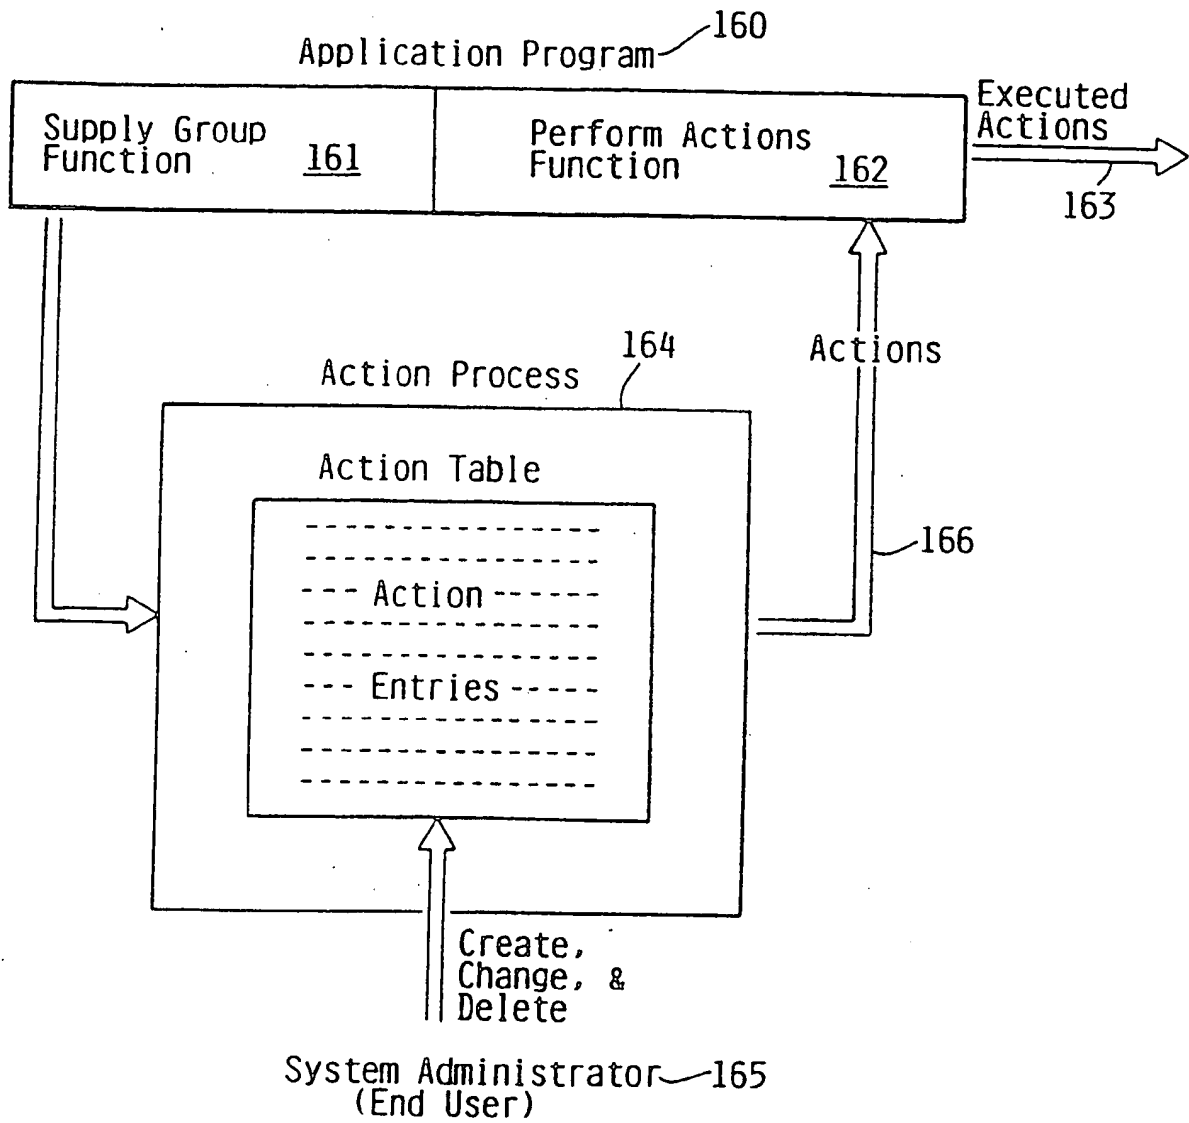 160
Application Program
Supply Group
Function 161
Perform Actions
Function 162
Executed
Actions
163
Actions
164
Action Process
Action Table
Action
Entries
166
Create,
Change, &
Delete
System Administrator 165
(End User)